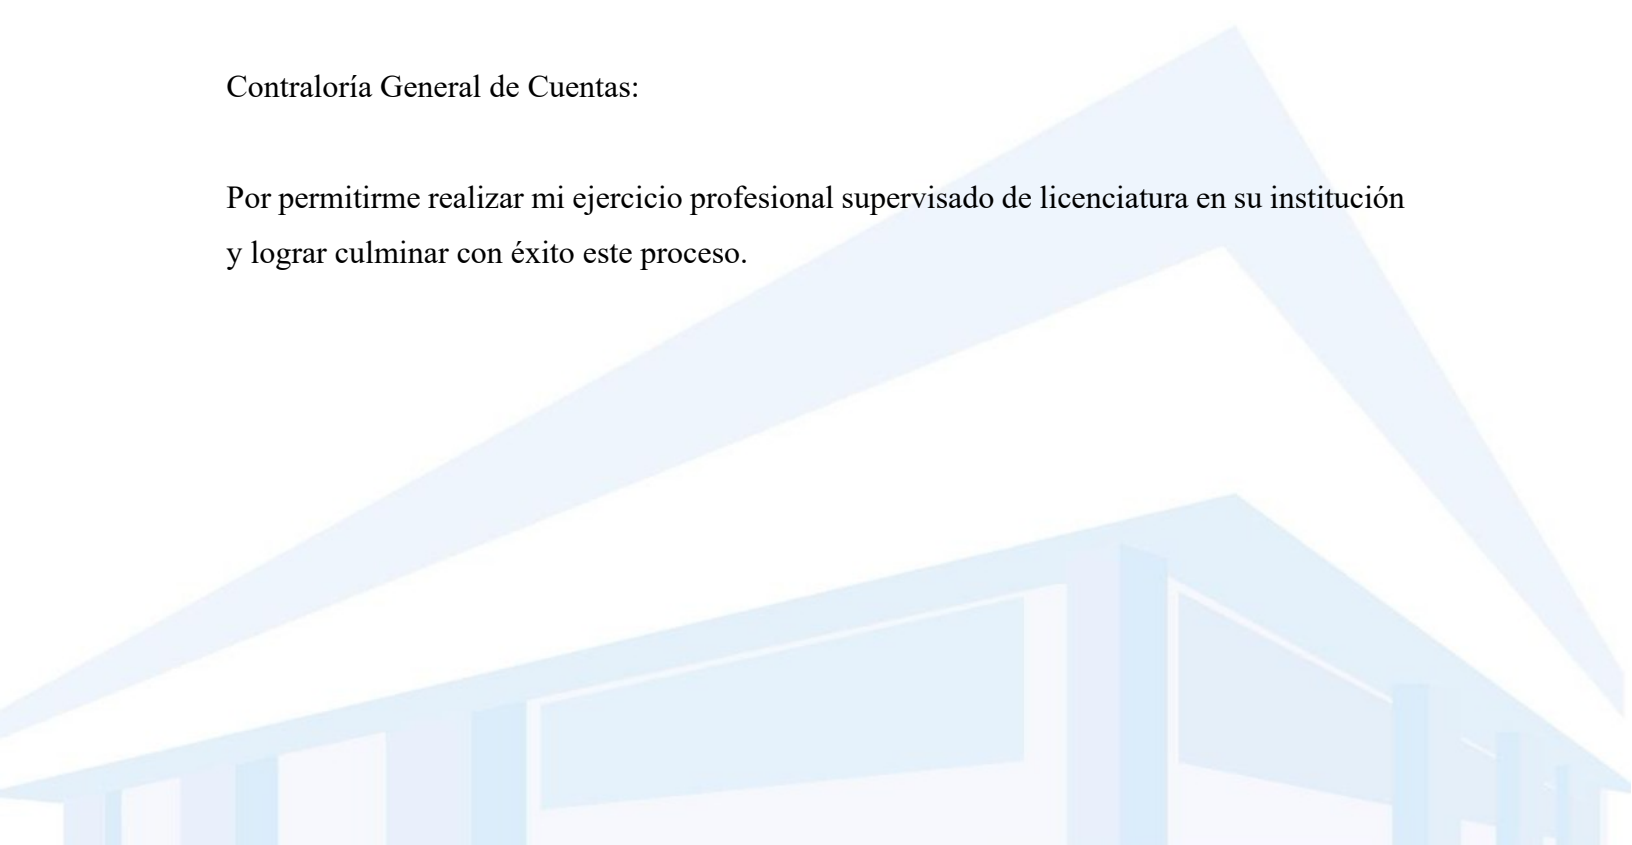 Contraloría General de Cuentas:
Por permitirme realizar mi ejercicio profesional supervisado de licenciatura en su institución
y lograr culminar con éxito este proceso.